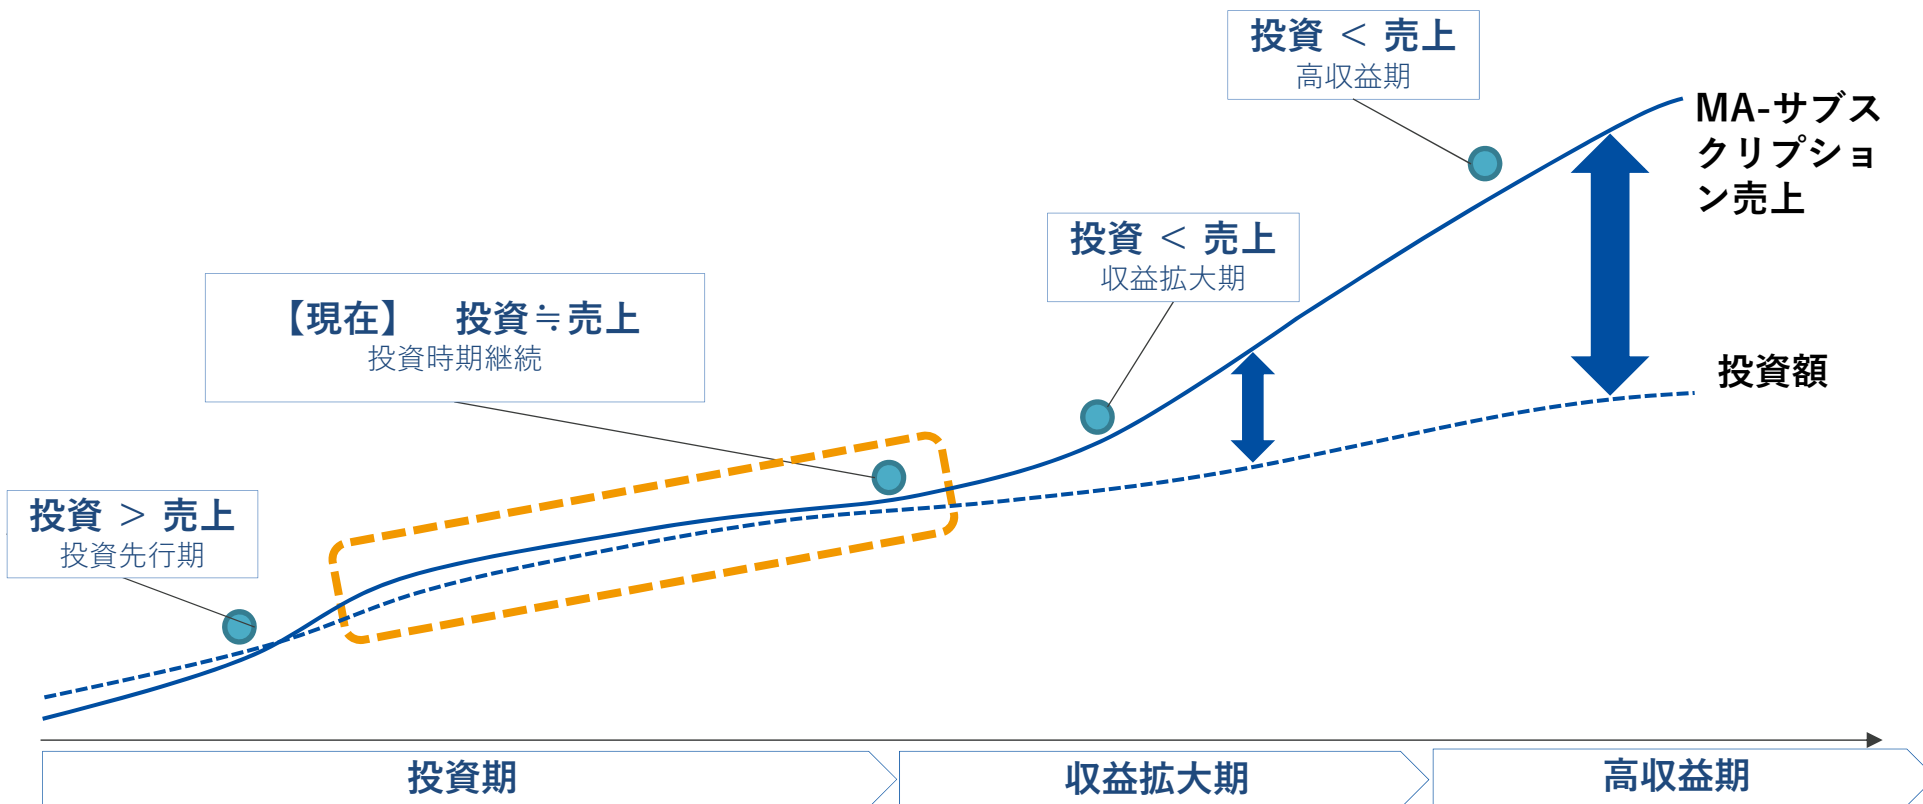 投資 ＜ 売上
高収益期
MA-サブス
クリプショ
ン売上
投資 ＜ 売上
収益拡大期
【現在】　投資≒売上
投資時期継続
投資額
投資 ＞ 売上
投資先行期
投資期
収益拡大期
高収益期